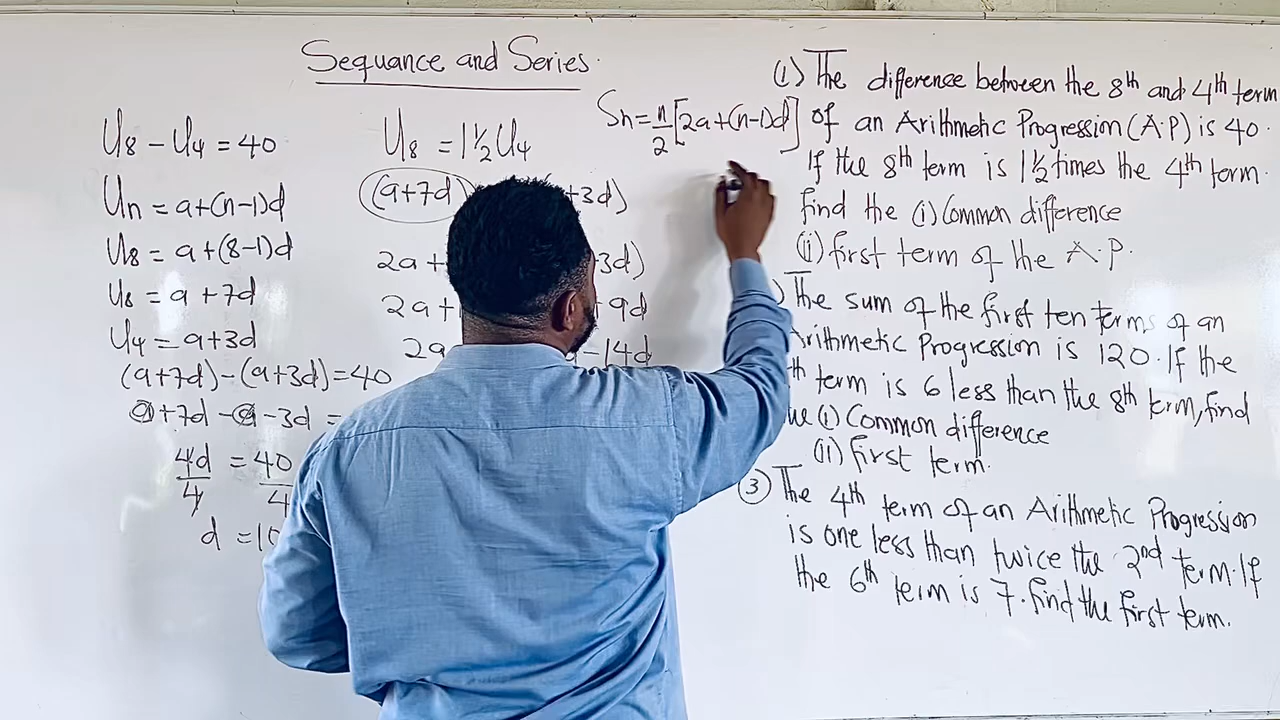 Sequance and Series.
U8 - U4 = 40
Un = a+(n-1)d
U8 = a+(8-1)d
U8 = a+7d
U4 = a+3d
(a+7d)-(a+3d)=40
a+7d-a-3d =
4d/4 = 40/4
d = 10
U8 = 1½U4
(a+7d) +3d)
2a+ 3d)
2a+ 9d
2a -14d
Sn = n/2[2a+(n-1)d]
(1) The difference between the 8th and 4th term
of an Arithmetic Progression (A.P) is 40.
If the 8th term is 1½ times the 4th term.
find the (i) Common difference
(ii) first term of the A.P.
The sum of the first ten terms of an
Arithmetic Progression is 120. If the
th term is 6 less than the 8th term, find
(i) Common difference
(ii) first term.
(3) The 4th term of an Arithmetic Progression
is one less than twice the 2nd term. If
the 6th term is 7. find the first term.